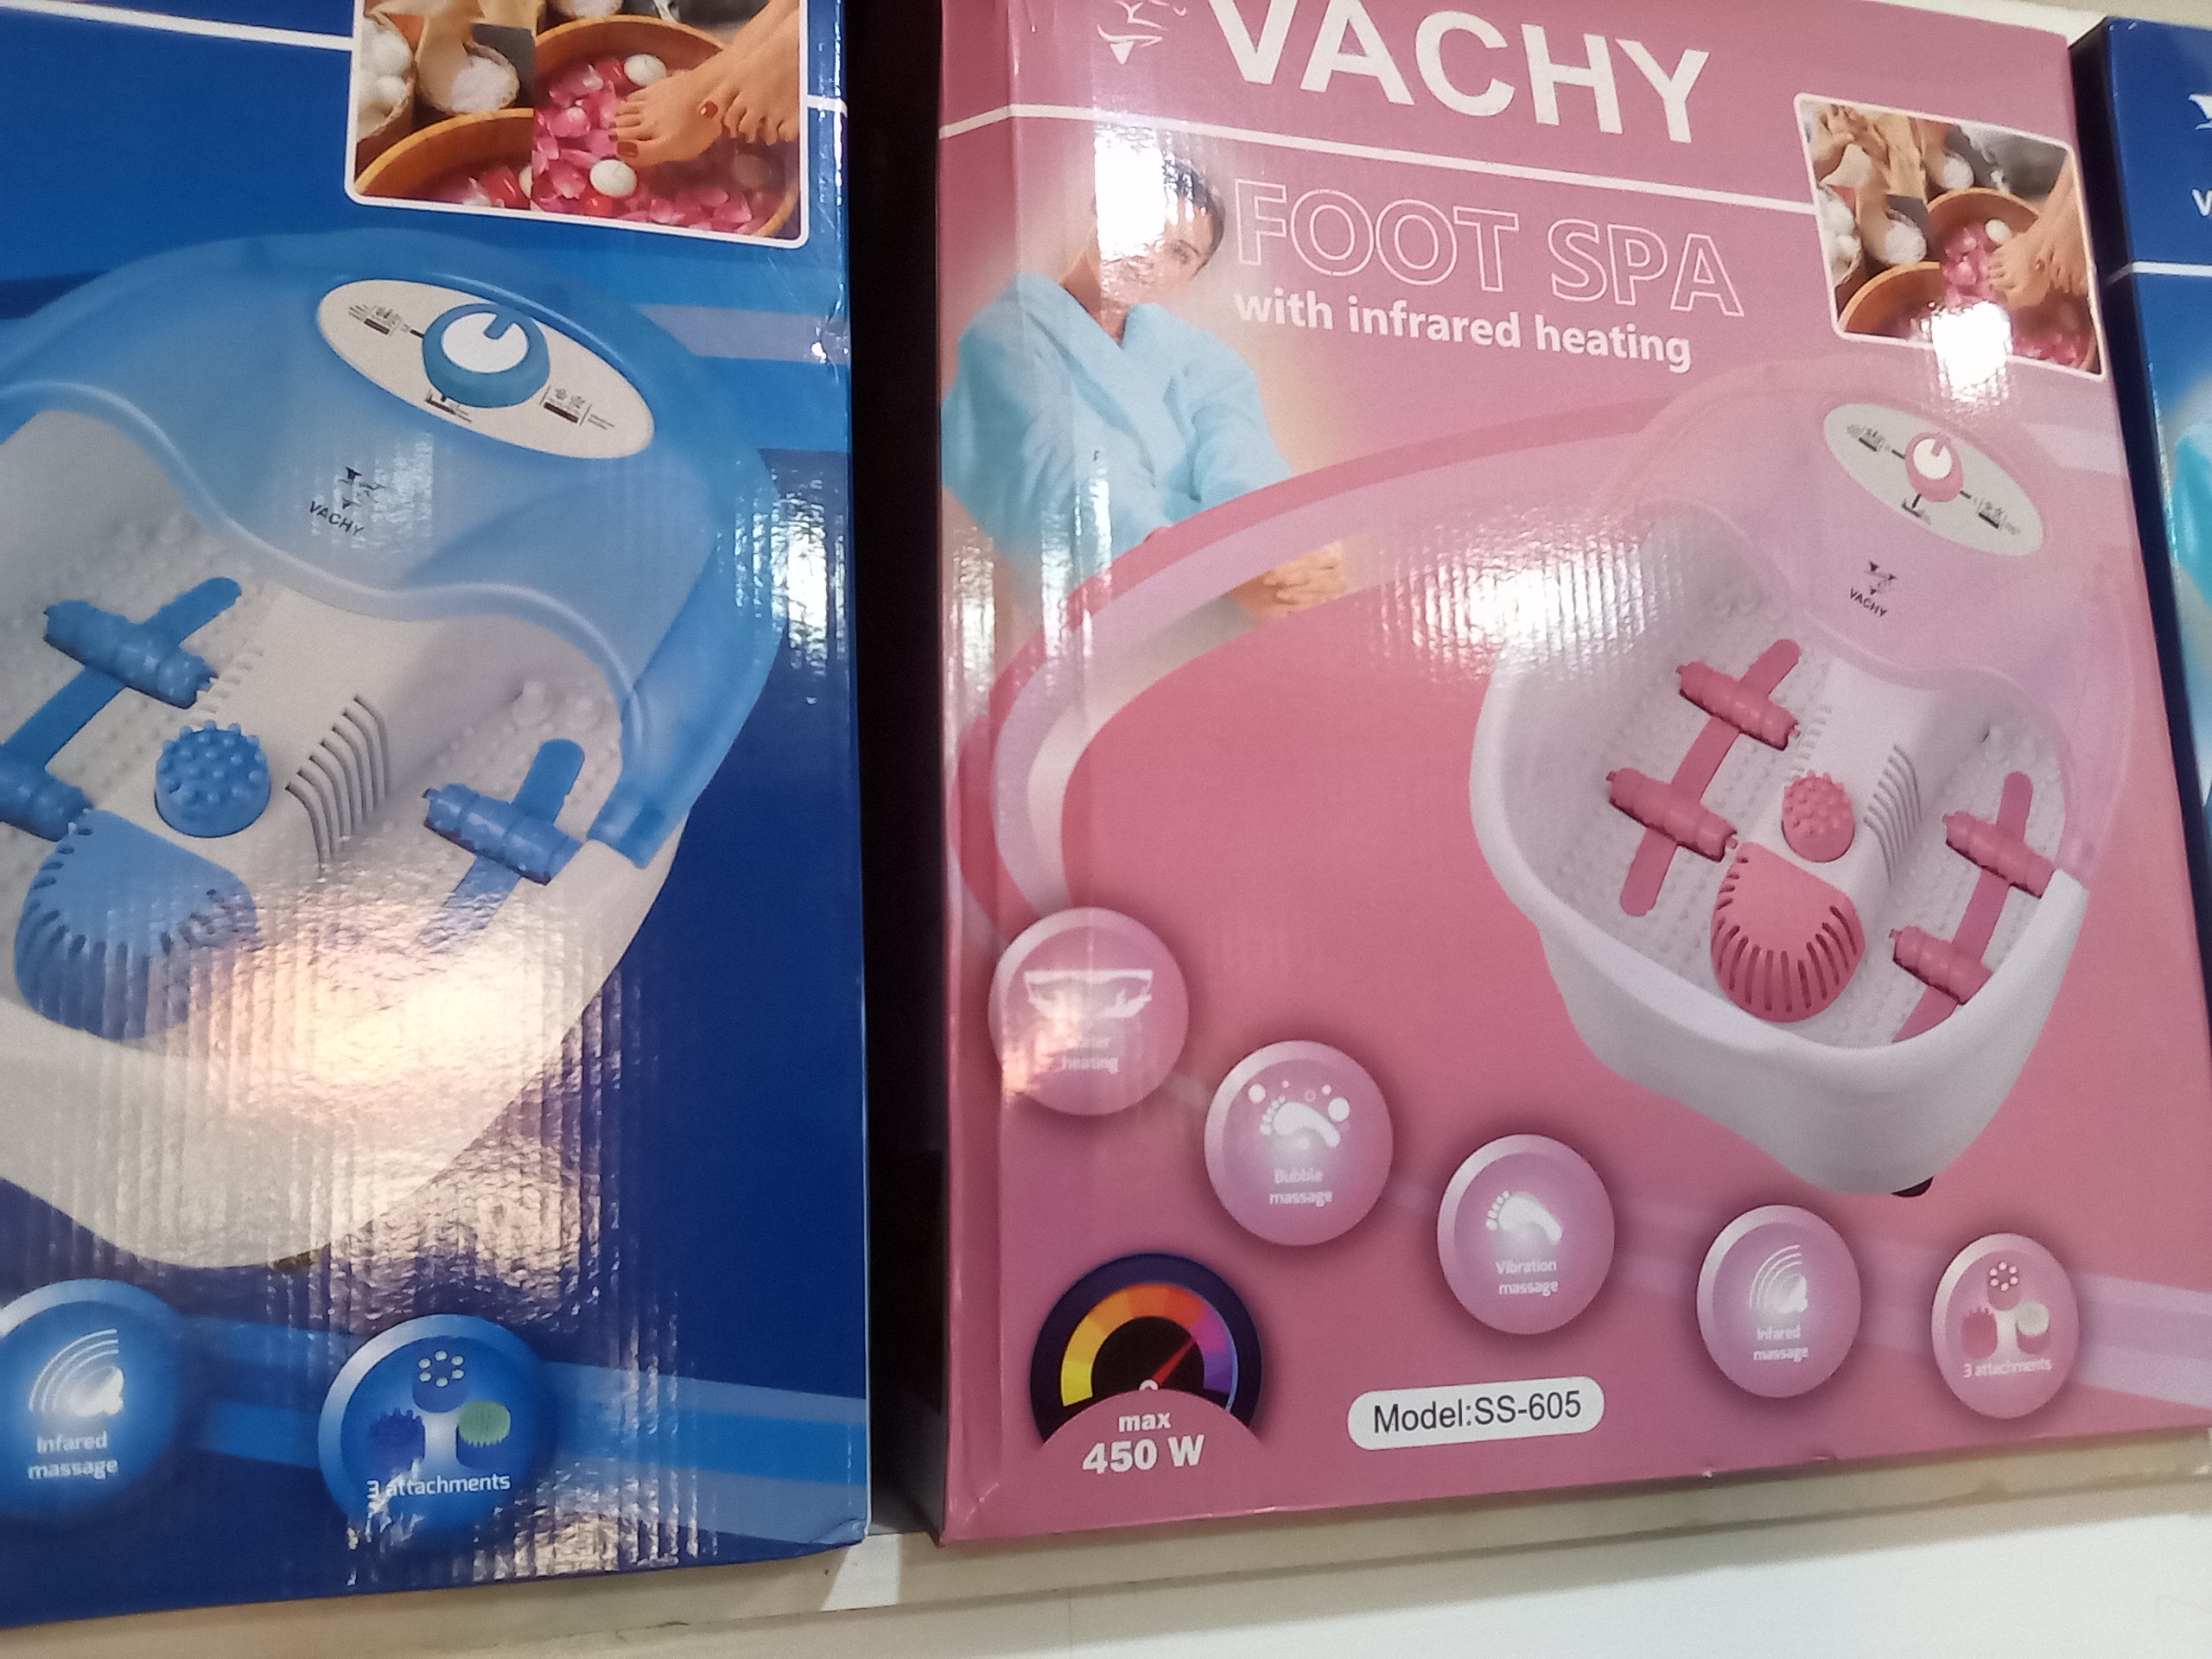 VACHY
Infared
massage
3 attachments
VACHY
FOOT SPA
with infrared heating
VACHY
heating
Bubble
massage
Vibration
massage
Infared
massage
3 attachments
max
450 W
Model:SS-605